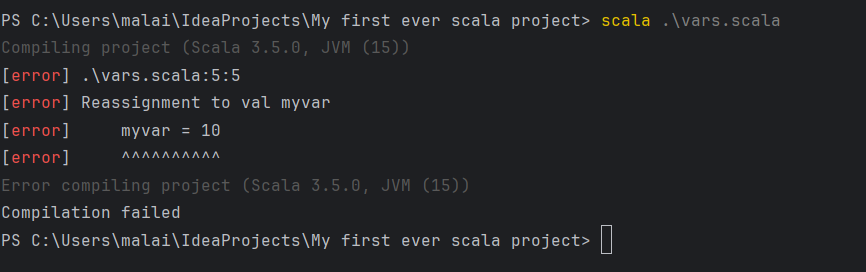 PS C:\Users\malai\IdeaProjects\My first ever scala project> scala .\vars.scala
Compiling project (Scala 3.5.0, JVM (15))
[error] .\vars.scala:5:5
[error] Reassignment to val myvar
[error]     myvar = 10
[error]     ^^^^^^^^^^
Error compiling project (Scala 3.5.0, JVM (15))
Compilation failed
PS C:\Users\malai\IdeaProjects\My first ever scala project>